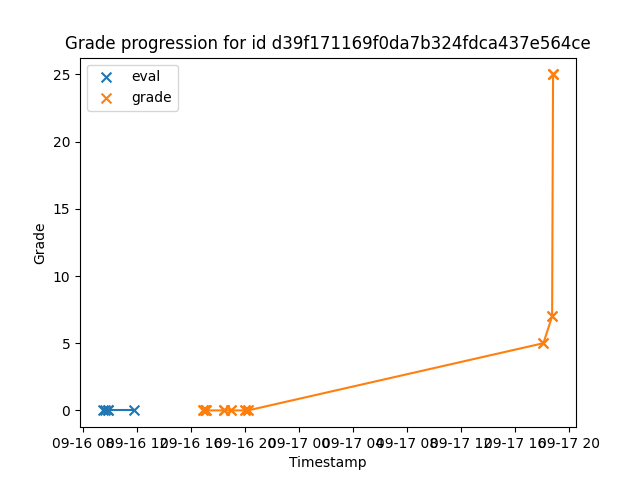 Grade progression for id d39f171169f0da7b324fdca437e564ce
eval
grade
25
20
15
10
5
0
Grade
09-16 08 09-16 12 09-16 16 09-16 20 09-17 00 09-17 04 09-17 08 09-17 12 09-17 16 09-17 20
Timestamp